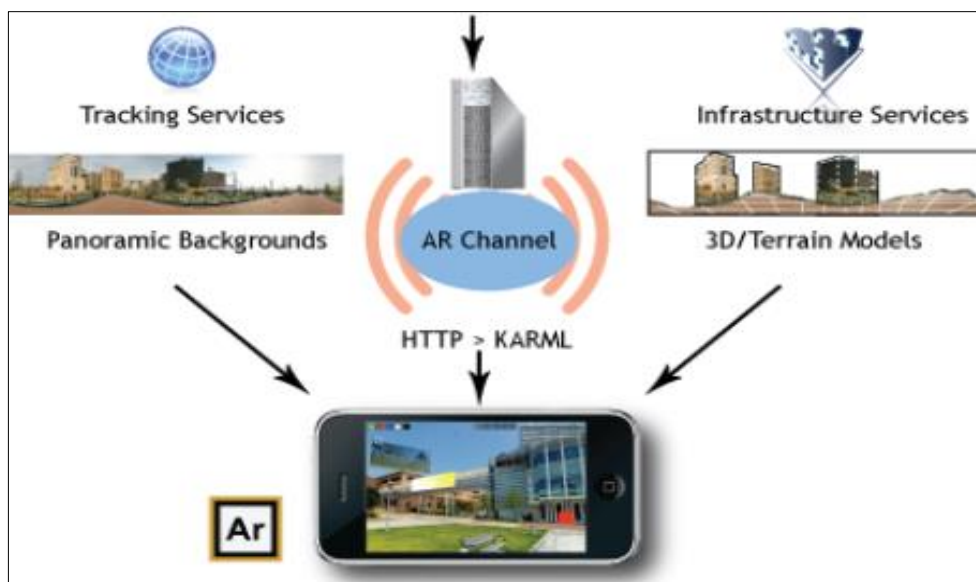 Tracking Services
Infrastructure Services
Panoramic Backgrounds
AR Channel
3D/Terrain Models
HTTP > KARML
Ar